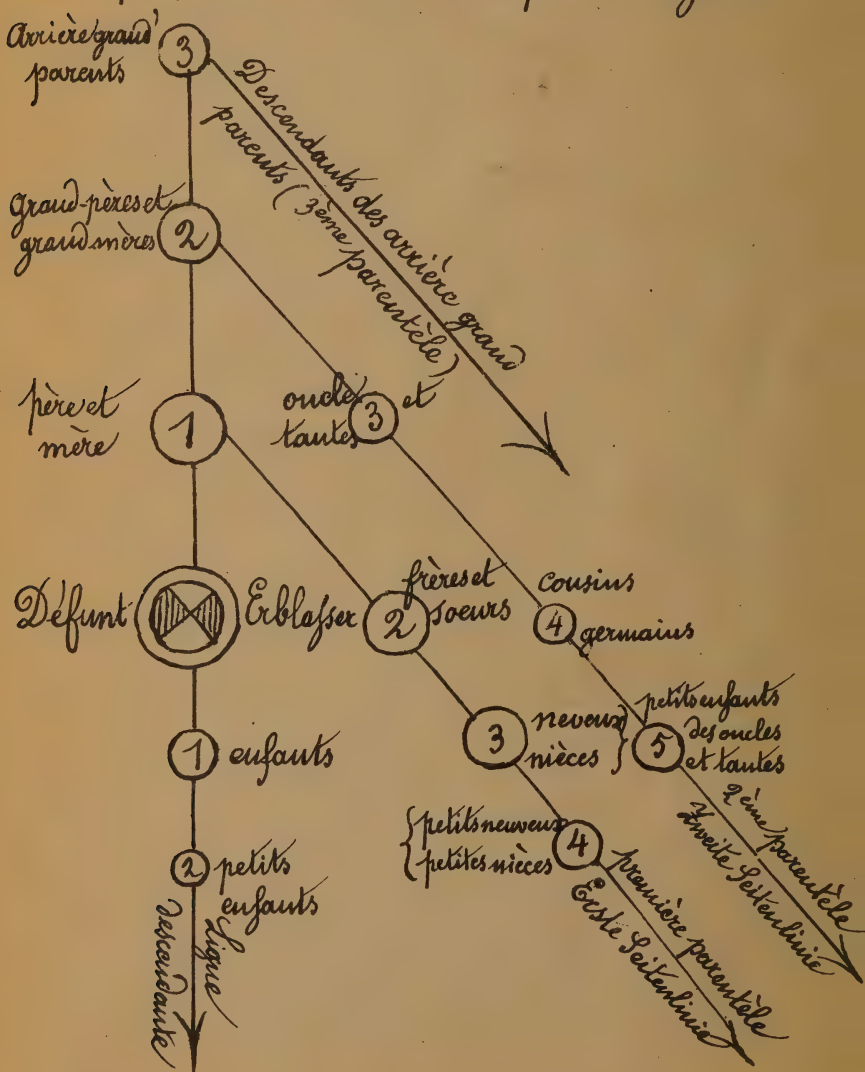 Arrière grand'
parents
3
Descendants des arrière grand
parents (3ème parentèle)
Grand-pères et
grand mères
2
père et
mère
1
oncles et
tantes
3
Défunt
Erblasser
frères et
soeurs
2
cousins
germains
4
1
enfants
neveux
nièces
3
petits enfants
des oncles
et tantes
5
2
petits
enfants
petits neuveux
petites nièces
4
2ème parentèle
Zweite Seitenlinie
première parentèle
Erste Seitenlinie
Ligne
descendante